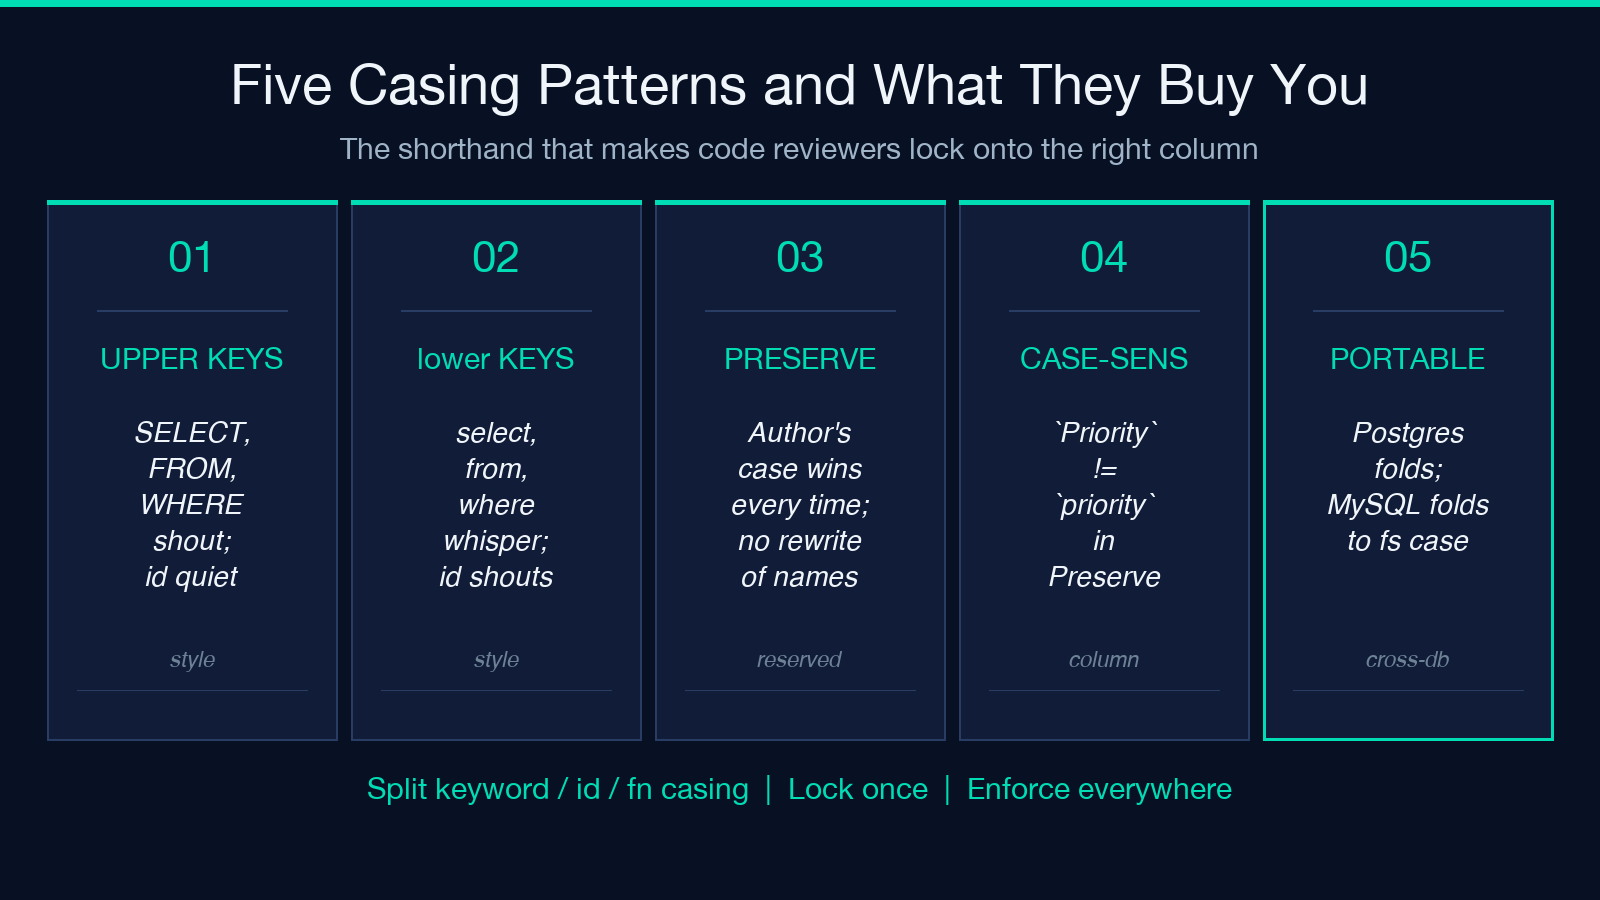 Five Casing Patterns and What They Buy You
The shorthand that makes code reviewers lock onto the right column
01
UPPER KEYS
SELECT,
FROM,
WHERE
shout;
id quiet
style
02
lower KEYS
select,
from,
where
whisper;
id shouts
style
03
PRESERVE
Author's
case wins
every time;
no rewrite
of names
reserved
04
CASE-SENS
`Priority`
!=
`priority`
in
Preserve
column
05
PORTABLE
Postgres
folds;
MySQL folds
to fs case
cross-db
Split keyword / id / fn casing | Lock once | Enforce everywhere